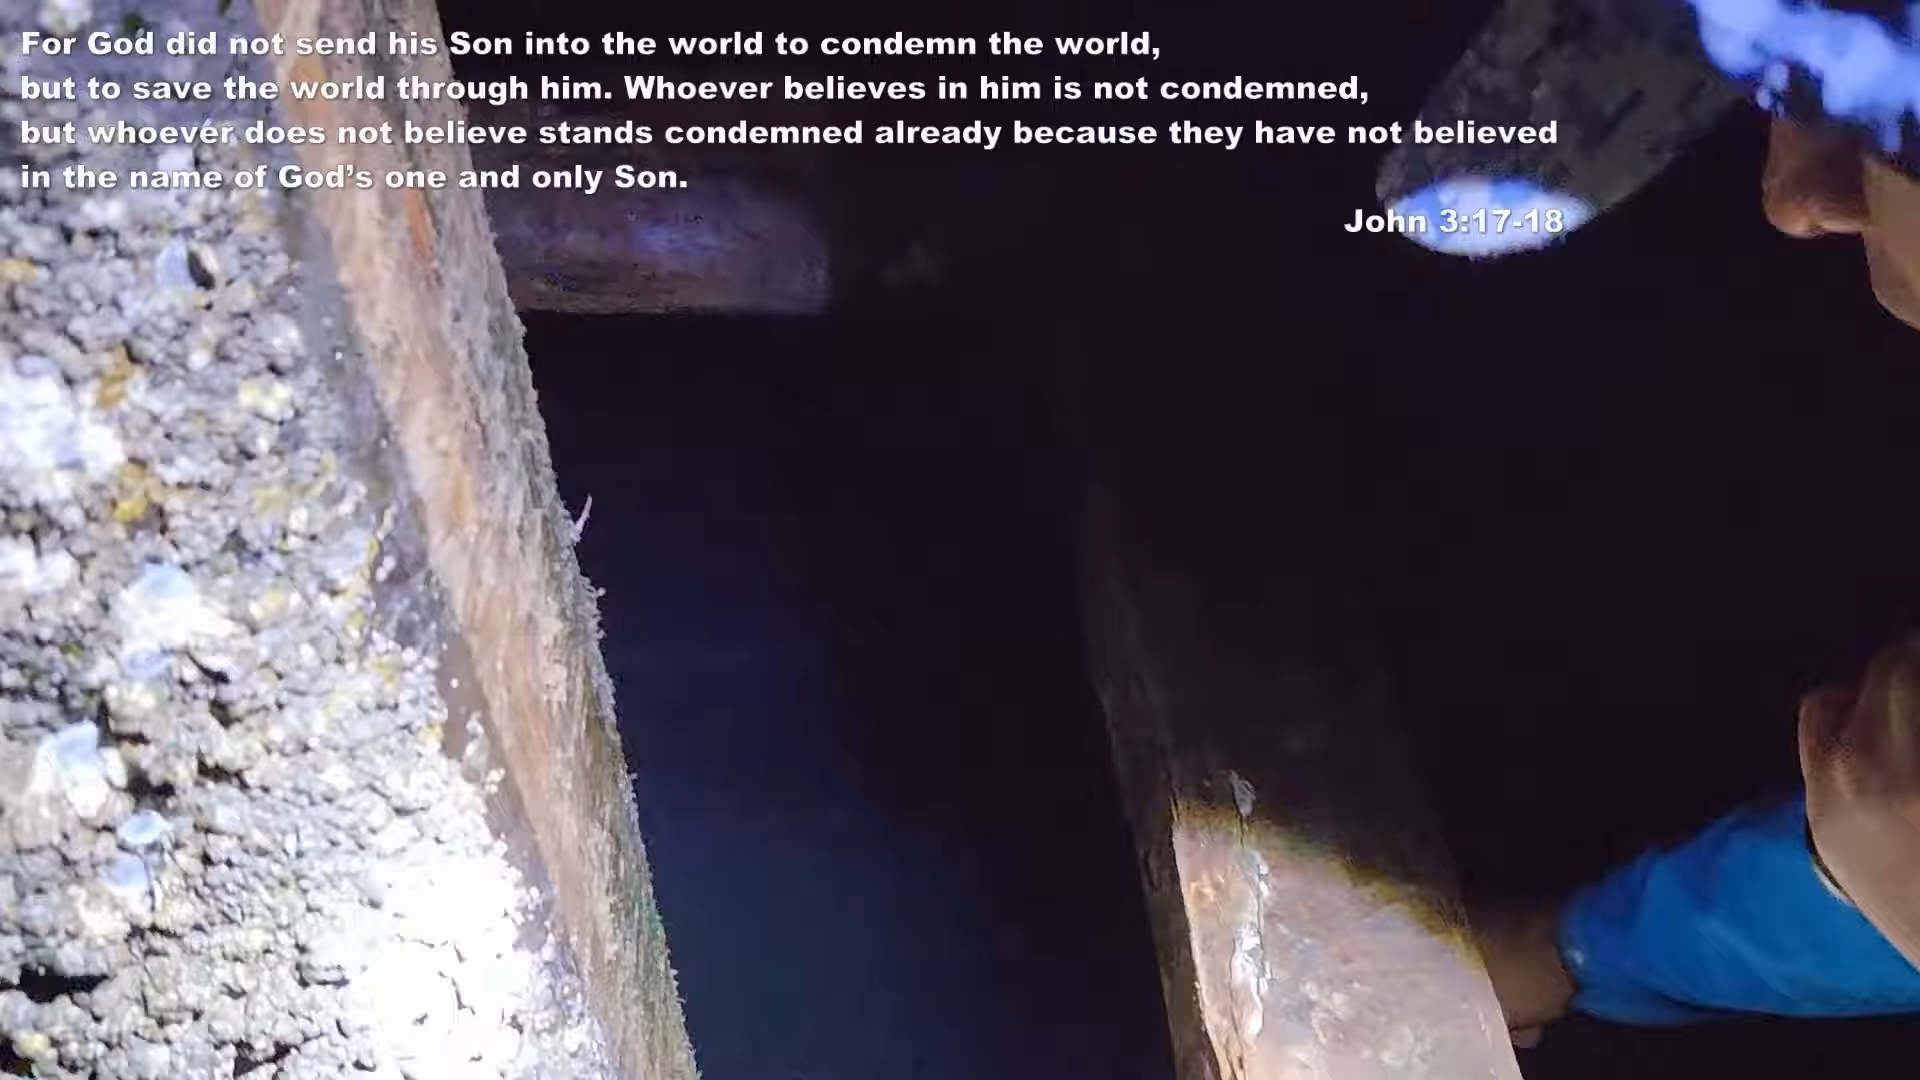 For God did not send his Son into the world to condemn the world,
but to save the world through him. Whoever believes in him is not condemned,
but whoever does not believe stands condemned already because they have not believed
in the name of God’s one and only Son.
John 3:17-18